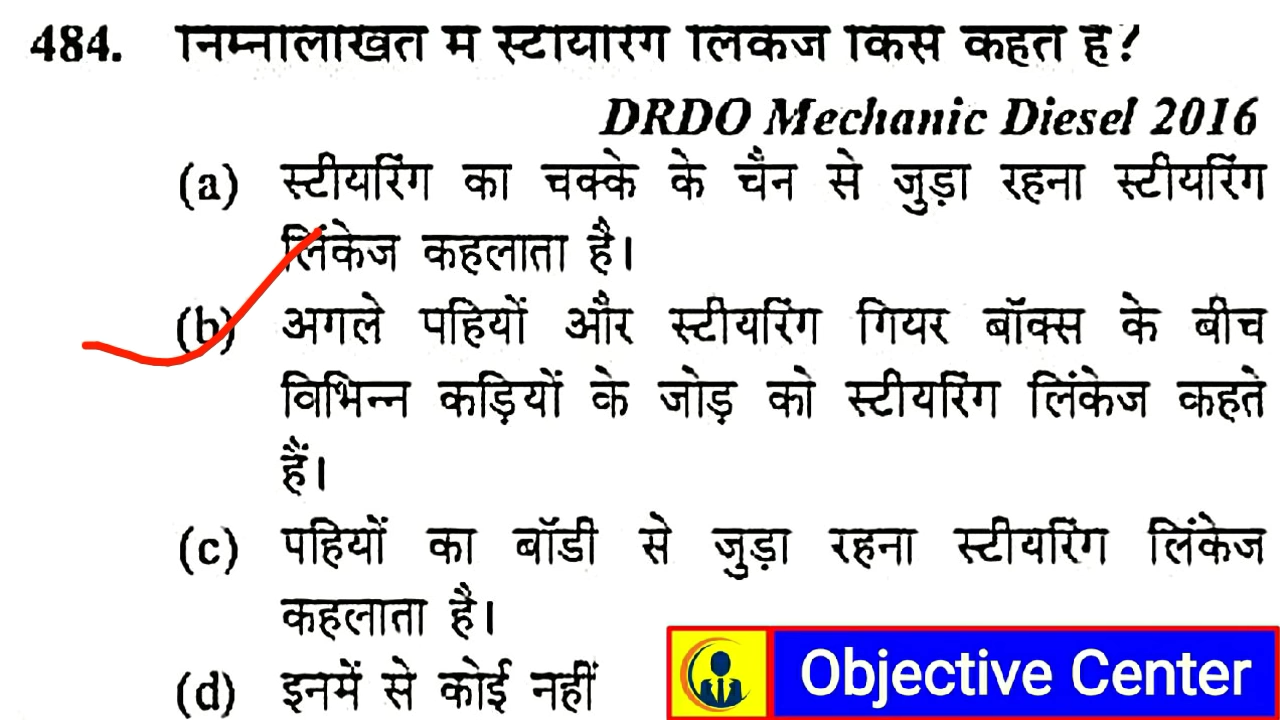 484. निम्नलिखित में स्टीयरिंग लिंकेज किसे कहते हैं?
DRDO Mechanic Diesel 2016
(a) स्टीयरिंग का चक्के के चैन से जुड़ा रहना स्टीयरिंग
लिंकेज कहलाता है।
(b) अगले पहियों और स्टीयरिंग गियर बॉक्स के बीच
विभिन्न कड़ियों के जोड़ को स्टीयरिंग लिंकेज कहते
हैं।
(c) पहियों का बॉडी से जुड़ा रहना स्टीयरिंग लिंकेज
कहलाता है।
(d) इनमें से कोई नहीं
Objective Center